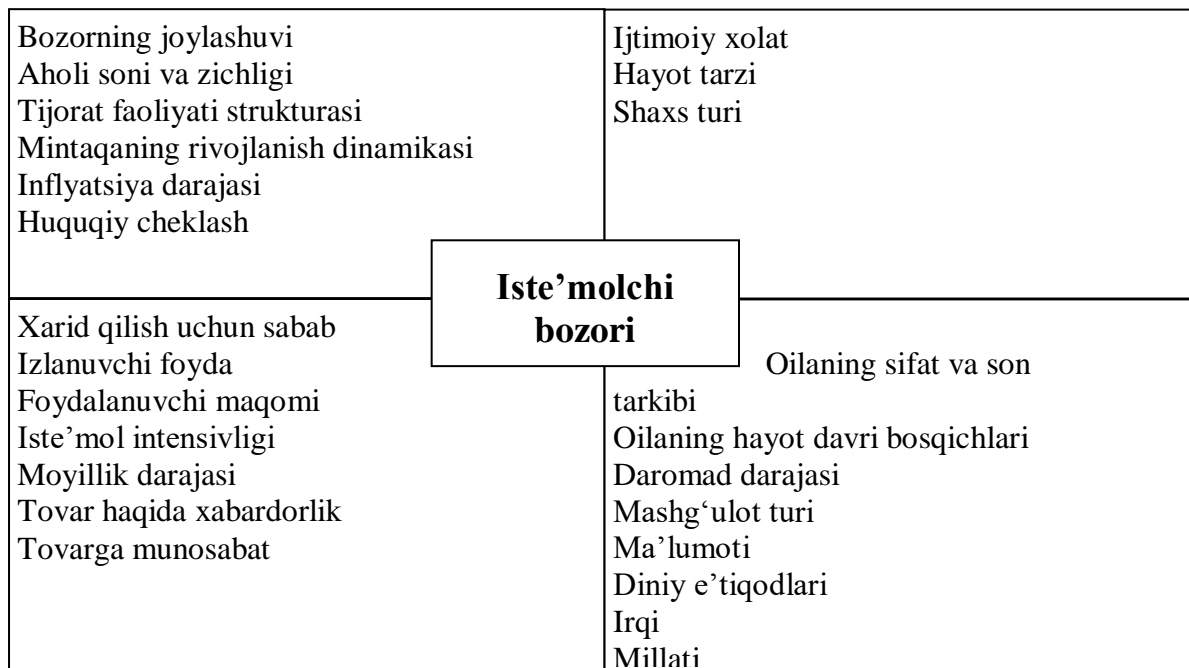 Bozorning joylashuvi
Aholi soni va zichligi
Tijorat faoliyati strukturasi
Mintaqaning rivojlanish dinamikasi
Inflyatsiya darajasi
Huquqiy cheklash
Ijtimoiy xolat
Hayot tarzi
Shaxs turi
Iste’molchi
bozori
Xarid qilish uchun sabab
Izlanuvchi foyda
Foydalanuvchi maqomi
Iste’mol intensivligi
Moyillik darajasi
Tovar haqida xabardorlik
Tovarga munosabat
Oilaning sifat va son
tarkibi
Oilaning hayot davri bosqichlari
Daromad darajasi
Mashg‘ulot turi
Ma’lumoti
Diniy e’tiqodlari
Irqi
Millati